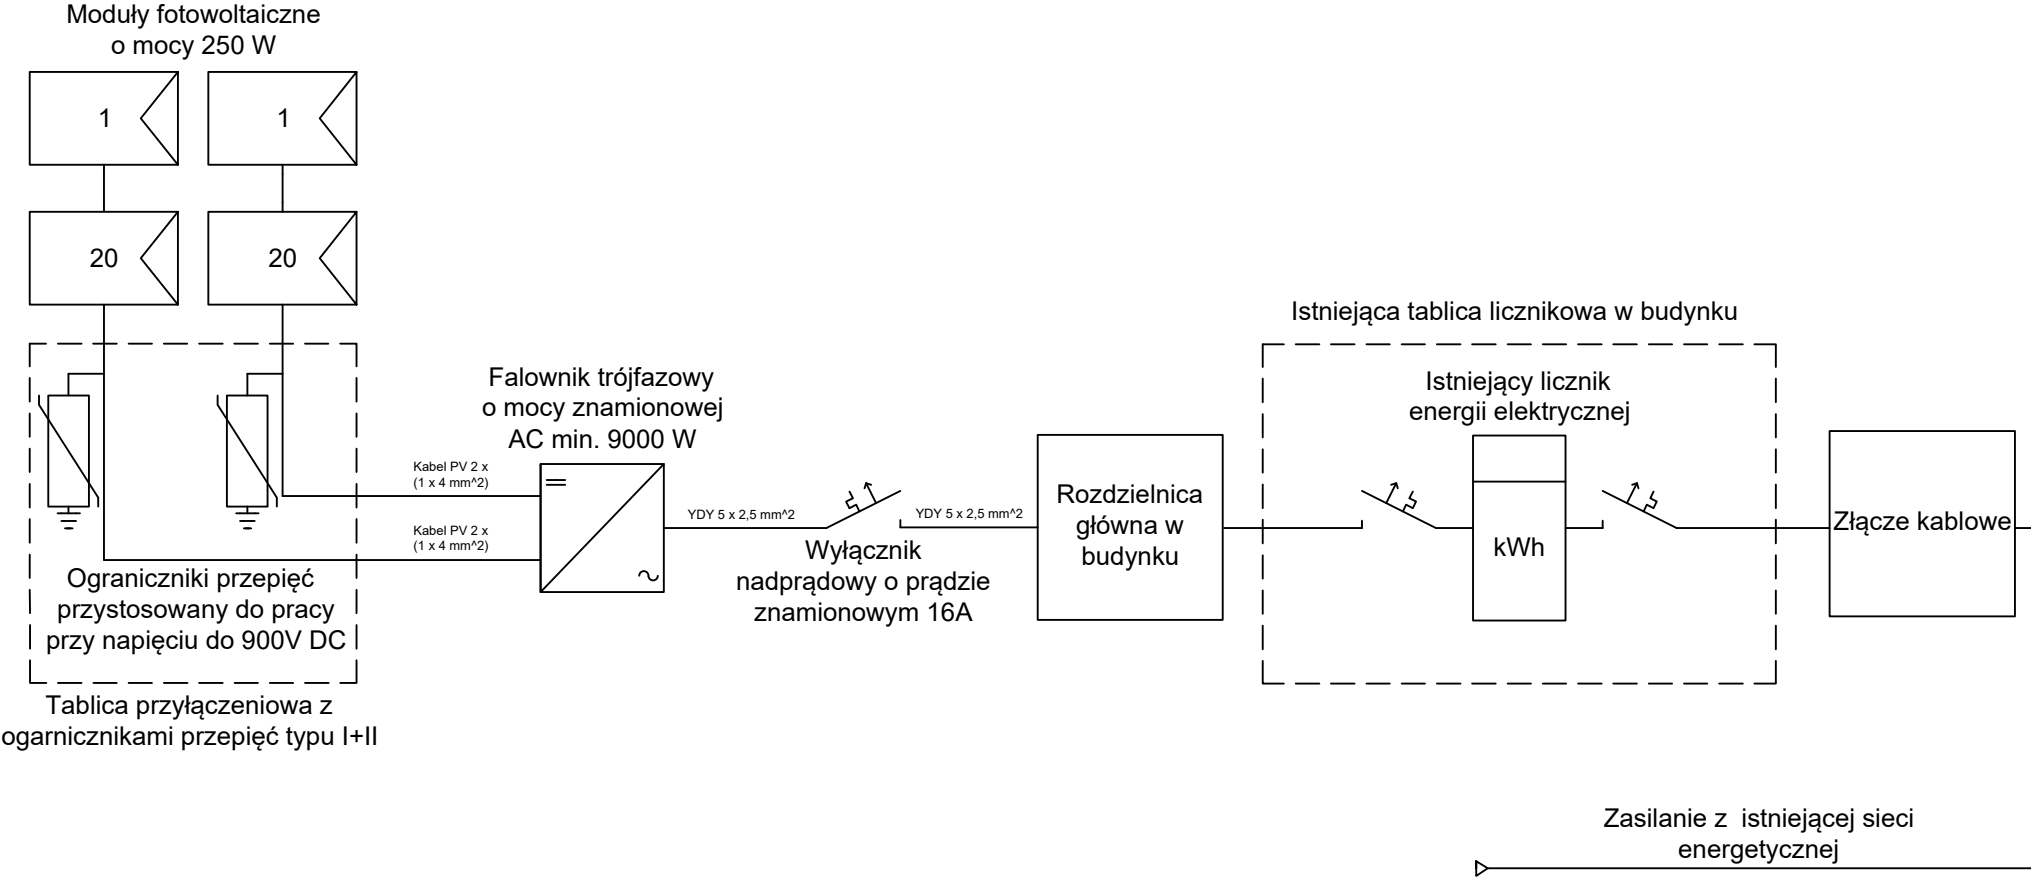 Moduły fotowoltaiczne
o mocy 250 W
1
1
20
20
Ograniczniki przepięć
przystosowany do pracy
przy napięciu do 900V DC
Tablica przyłączeniowa z
ogarnicznikami przepięć typu I+II
Kabel PV 2 x
(1 x 4 mm^2)
Kabel PV 2 x
(1 x 4 mm^2)
Falownik trójfazowy
o mocy znamionowej
AC min. 9000 W
YDY 5 x 2,5 mm^2
YDY 5 x 2,5 mm^2
Wyłącznik
nadprądowy o prądzie
znamionowym 16A
Rozdzielnica
główna w
budynku
Istniejąca tablica licznikowa w budynku
Istniejący licznik
energii elektrycznej
kWh
Złącze kablowe
Zasilanie z  istniejącej sieci
energetycznej